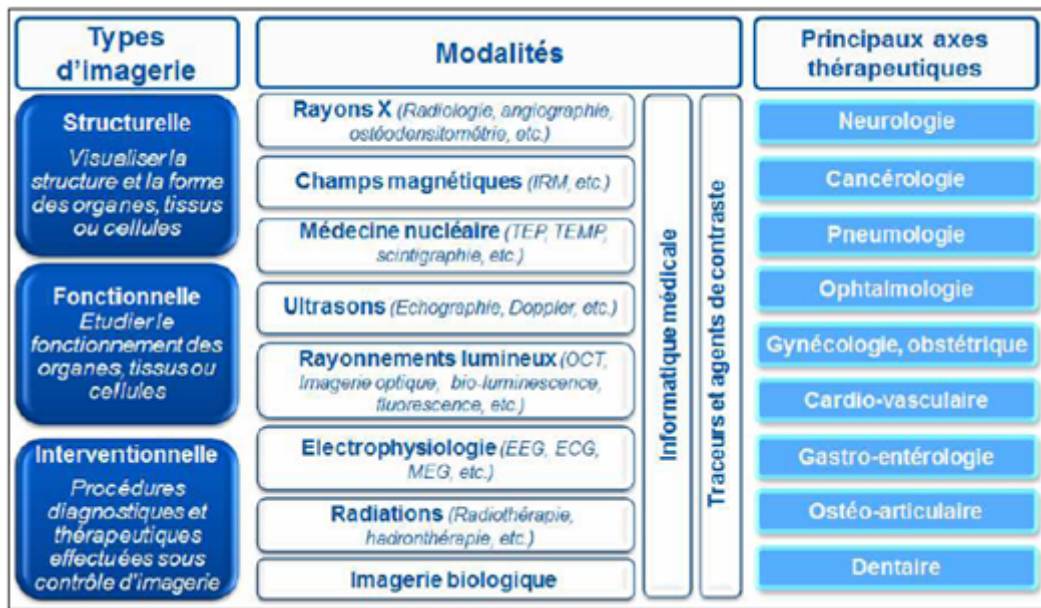 Types
d'imagerie
Modalités
Principaux axes
thérapeutiques
Structurelle
Visualiser la
structure et la forme
des organes, tissus
ou cellules
Fonctionnelle
Etudier le
fonctionnement des
organes, tissus ou
cellules
Interventionnelle
Procédures
diagnostiques et
thérapeutiques
effectuées sous
contrôle d'imagerie
Rayons X (Radiologie, angiographie,
ostéodensitométrie, etc.)
Champs magnétiques (IRM, etc.)
Médecine nucléaire (TEP, TEMP,
scintigraphie, etc.)
Ultrasons (Echographie, Doppler, etc.)
Rayonnements lumineux (OCT,
Imagerie optique, bio-luminescence,
fluorescence, etc.)
Electrophysiologie (EEG, ECG,
MEG, etc.)
Radiations (Radiothérapie,
hadronthérapie, etc.)
Imagerie biologique
Informatique médicale
Traceurs et agents de contraste
Neurologie
Cancérologie
Pneumologie
Ophtalmologie
Gynécologie, obstétrique
Cardio-vasculaire
Gastro-entérologie
Ostéo-articulaire
Dentaire